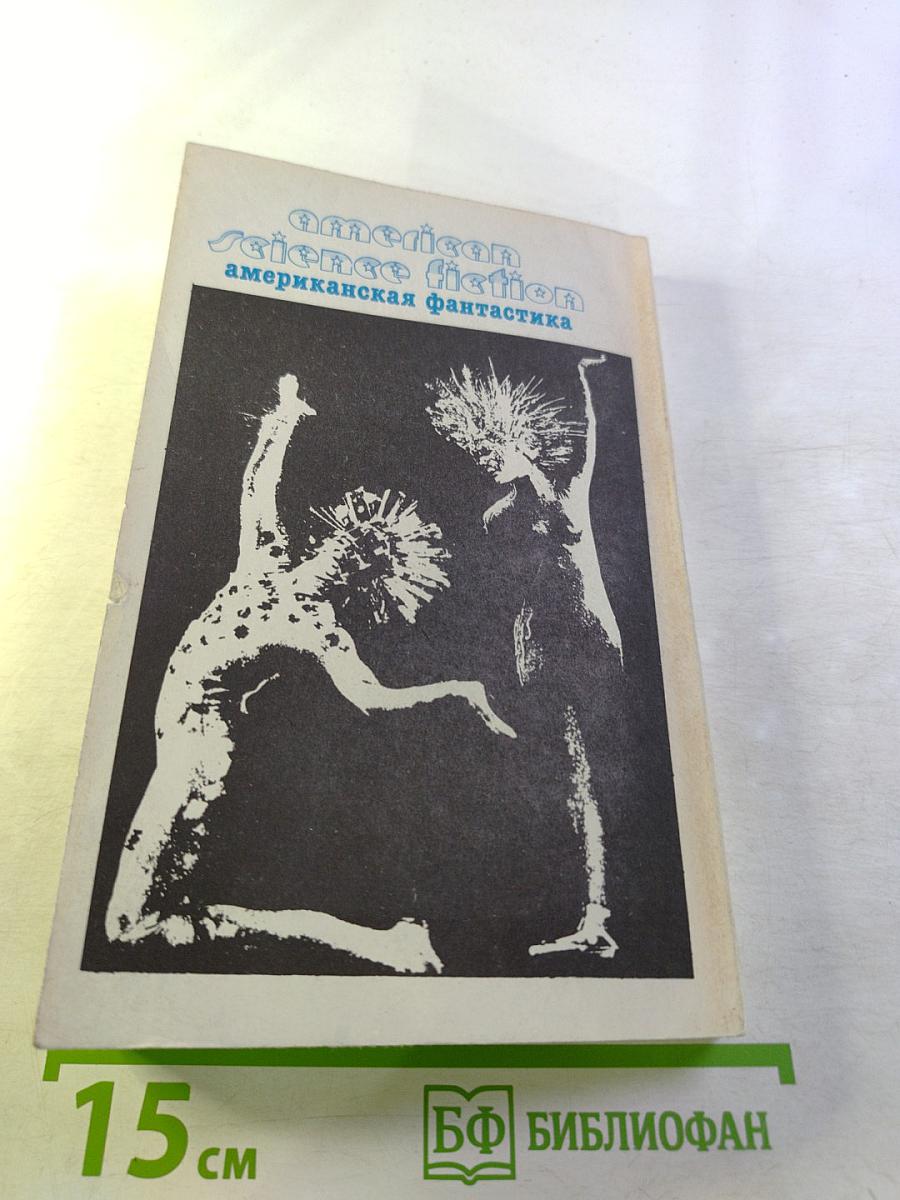 american
science fiction
американская фантастика
15 см
БФ БИБЛИОФАН